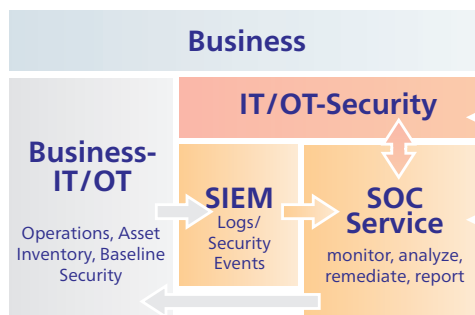 Business
IT/OT-Security
Business-
IT/OT
Operations, Asset
Inventory, Baseline
Security
SIEM
Logs/
Security
Events
SOC
Service
monitor, analyze,
remediate, report